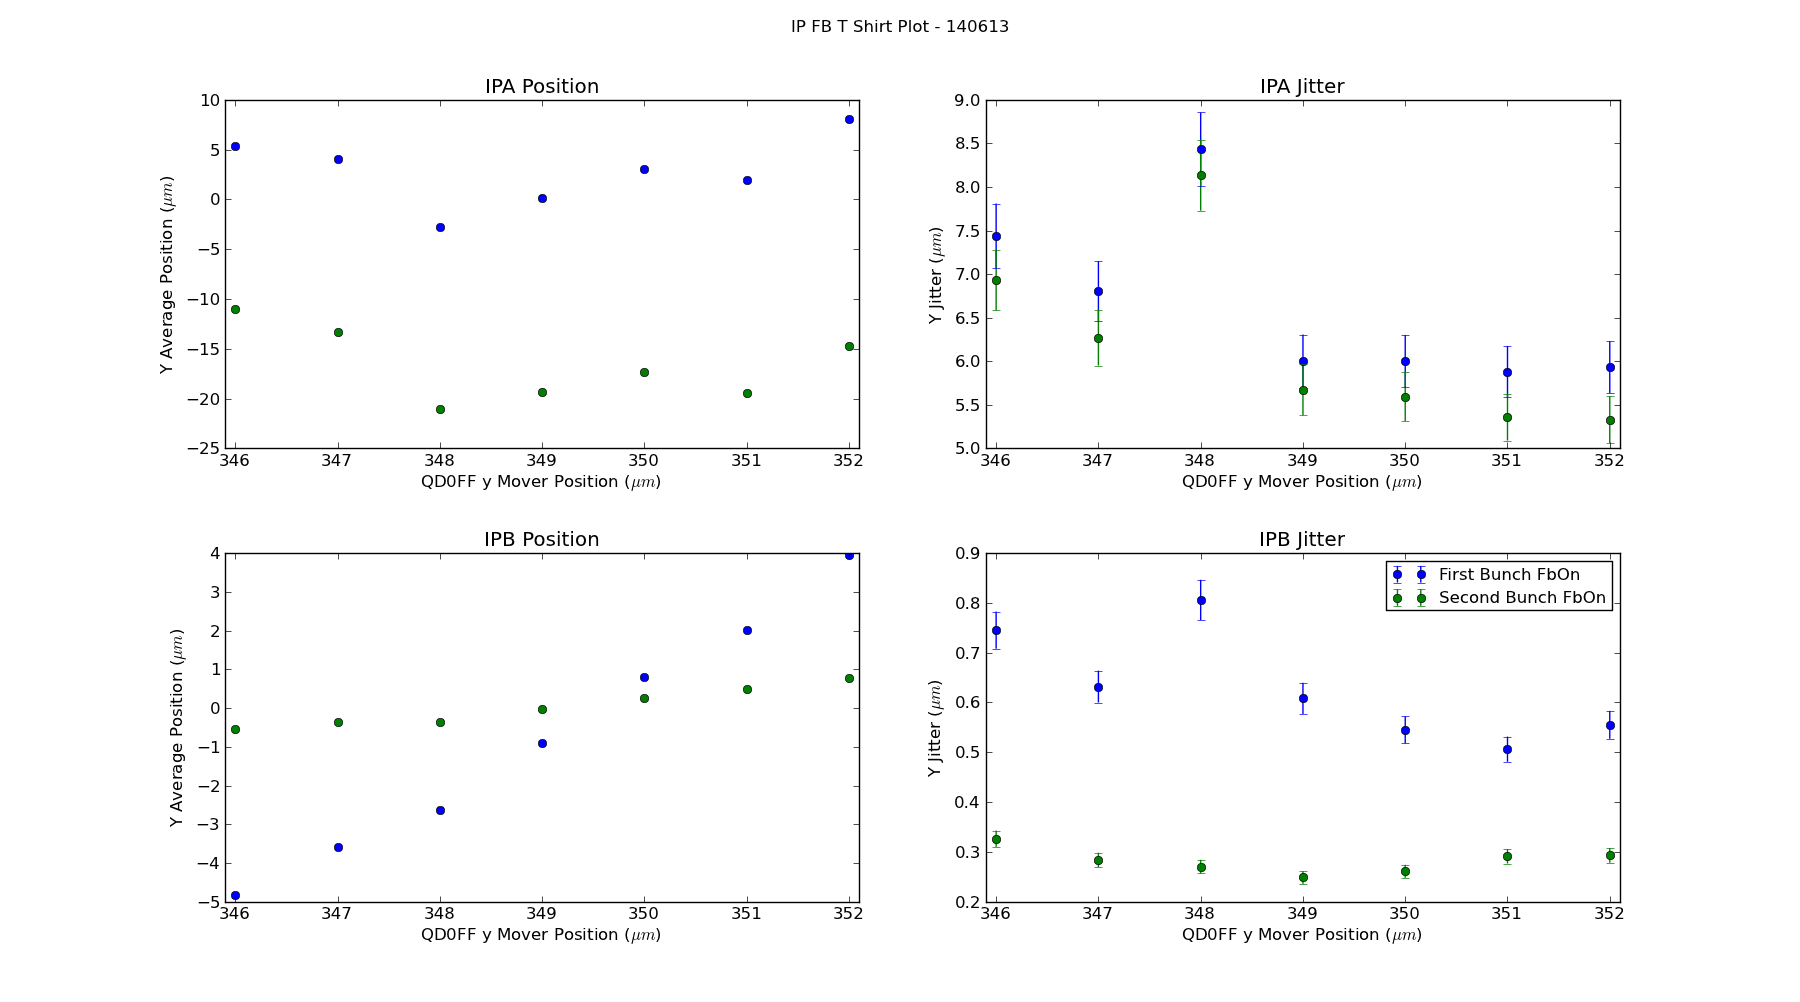 IP FB T Shirt Plot - 140613
IPA Position
10
5
0
−5
−10
−15
−20
−25
Y Average Position (μm)
346 347 348 349 350 351 352
QD0FF y Mover Position (μm)
IPA Jitter
9.0
8.5
8.0
7.5
7.0
6.5
6.0
5.5
5.0
Y Jitter (μm)
346 347 348 349 350 351 352
QD0FF y Mover Position (μm)
IPB Position
4
3
2
1
0
−1
−2
−3
−4
−5
Y Average Position (μm)
346 347 348 349 350 351 352
QD0FF y Mover Position (μm)
IPB Jitter
0.9
0.8
0.7
0.6
0.5
0.4
0.3
0.2
Y Jitter (μm)
First Bunch FbOn
Second Bunch FbOn
346 347 348 349 350 351 352
QD0FF y Mover Position (μm)